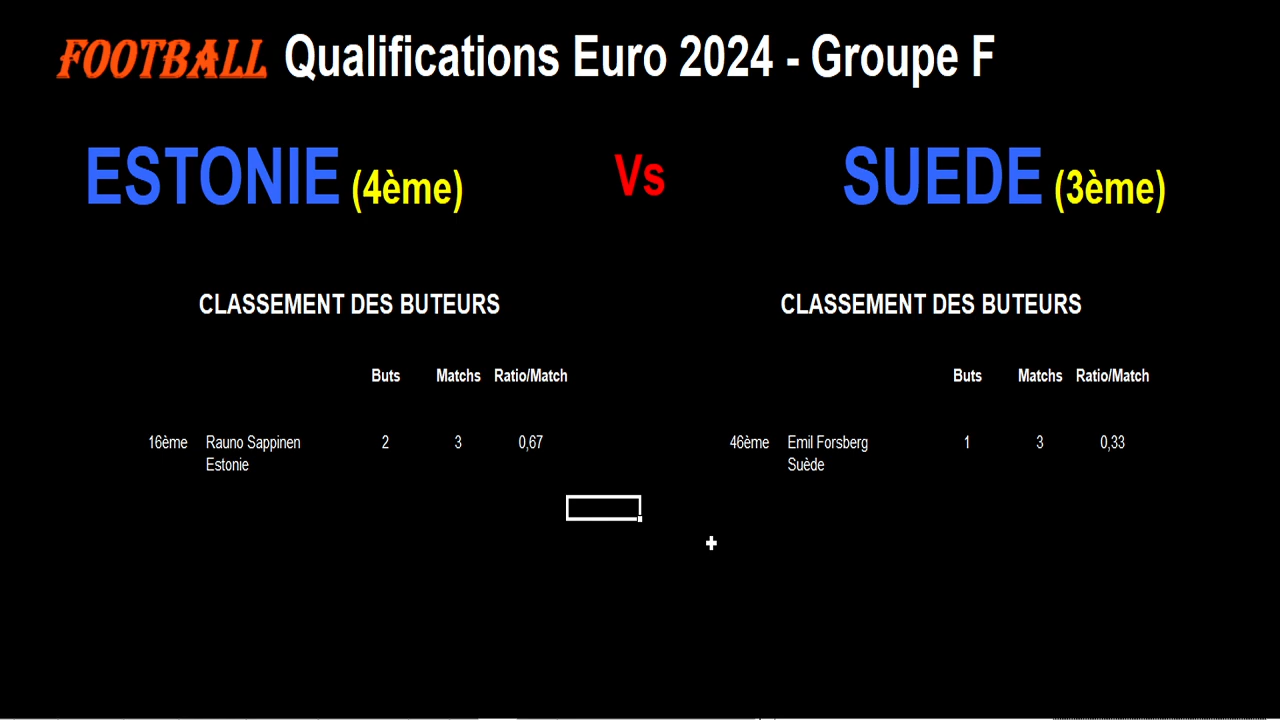 FOOTBALL Qualifications Euro 2024 - Groupe F
ESTONIE (4ème) Vs SUEDE (3ème)
CLASSEMENT DES BUTEURS CLASSEMENT DES BUTEURS
Buts Matchs Ratio/Match Buts Matchs Ratio/Match
16ème Rauno Sappinen 2 3 0,67 46ème Emil Forsberg 1 3 0,33
Estonie Suède